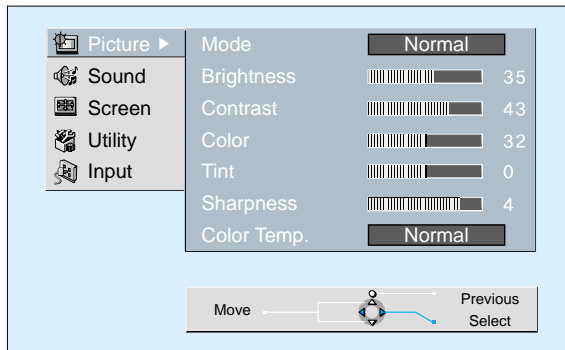 Picture
Sound
Screen
Utility
Input
Mode Normal
Brightness 35
Contrast 43
Color 32
Tint 0
Sharpness 4
Color Temp. Normal
Move
Previous
Select